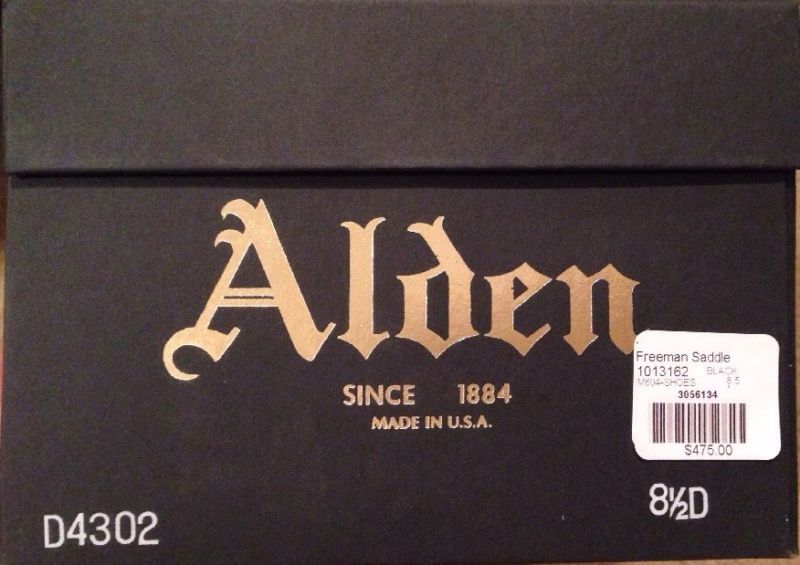 Alden
SINCE 1884
MADE IN U.S.A.
Freeman Saddle
1013162 BLACK
M604-SHOES 8.5
3056134
$475.00
D4302
8½D